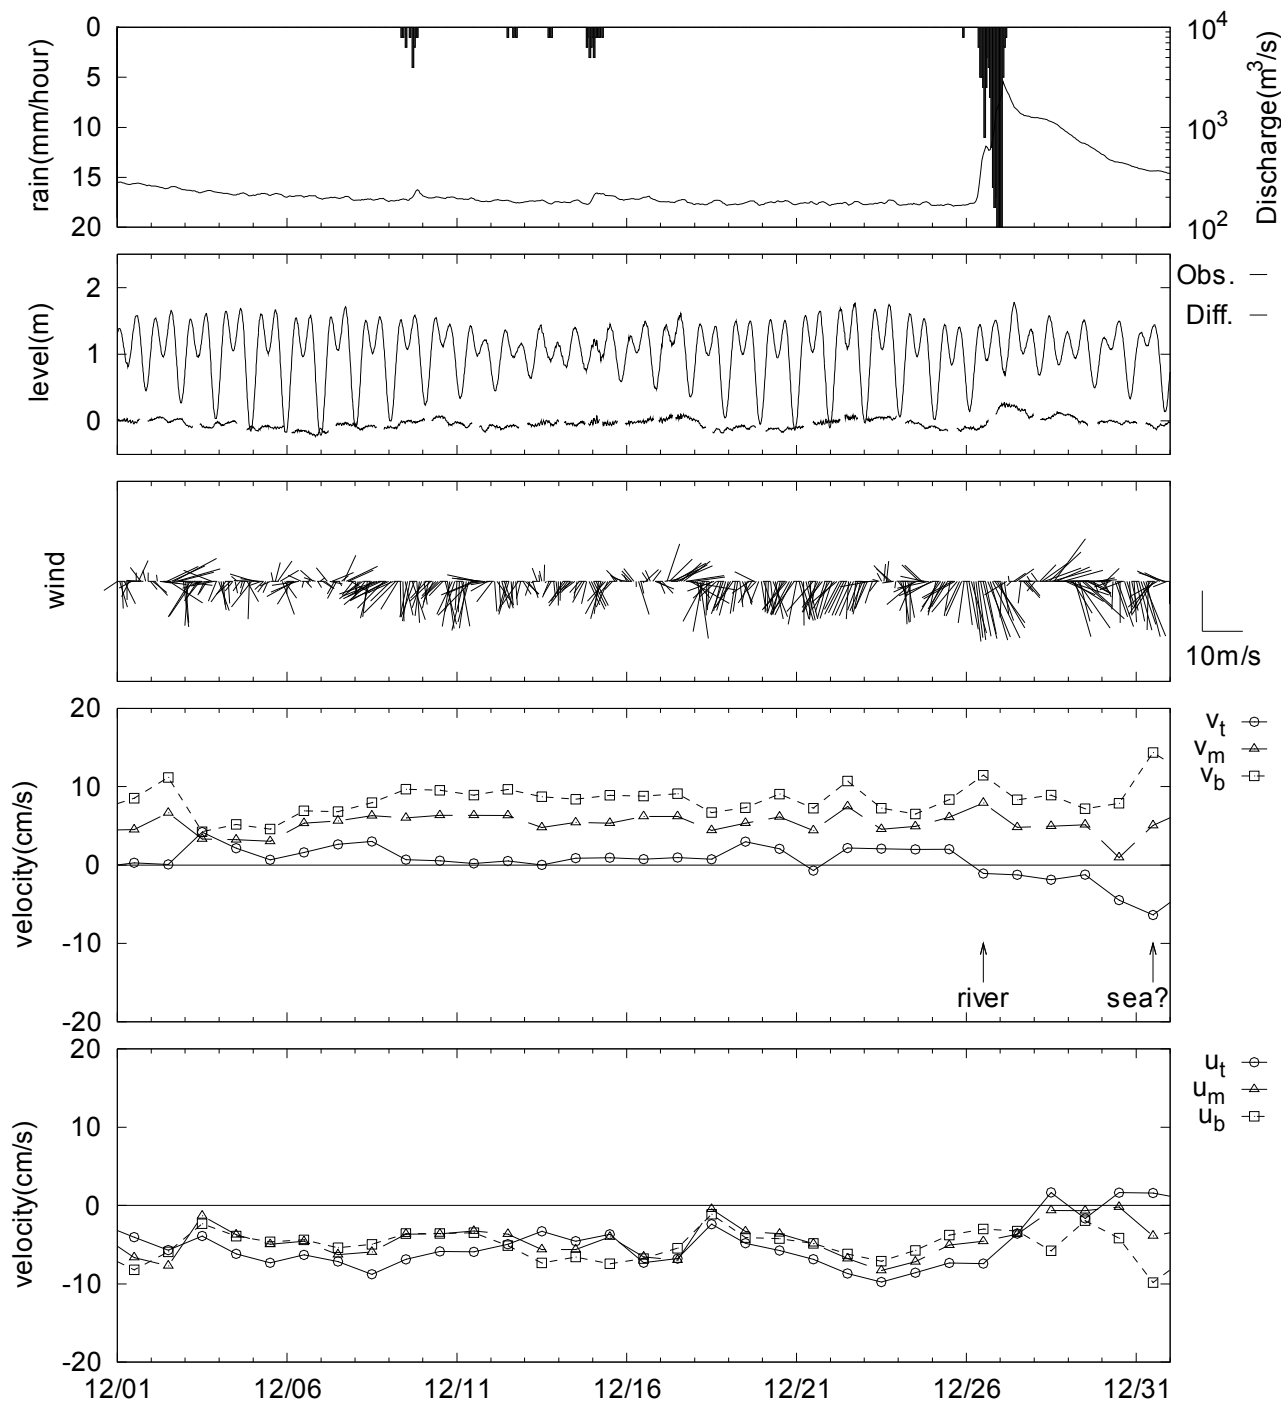 0
5
10
15
20
rain(mm/hour)
10^4
10^3
10^2
Discharge(m^3/s)
2
1
0
level(m)
Obs.
Diff.
wind
10m/s
20
10
0
-10
-20
velocity(cm/s)
v_t
v_m
v_b
river
sea?
20
10
0
-10
-20
velocity(cm/s)
u_t
u_m
u_b
12/01 12/06 12/11 12/16 12/21 12/26 12/31